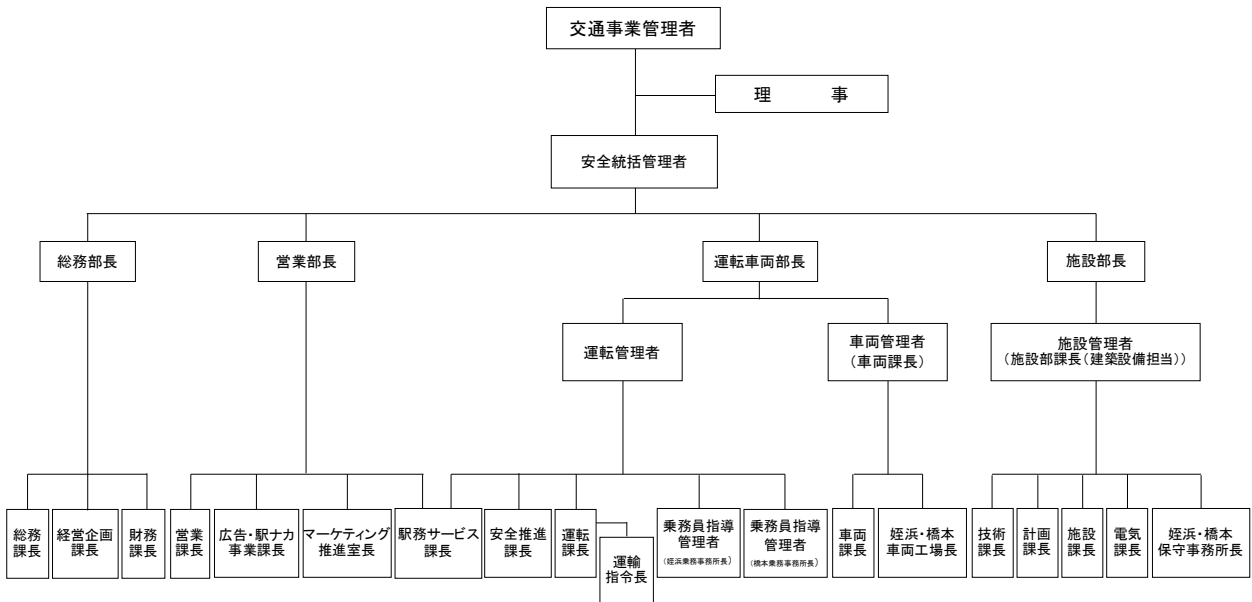 交通事業管理者
理　事
安全統括管理者
総務部長
営業部長
運転車両部長
施設部長
運転管理者
車両管理者
（車両課長）
施設管理者
（施設部課長（建築設備担当））
総務
課長
経営企画
課長
財務
課長
営業
課長
広告・駅ナカ
事業課長
マーケティング
推進室長
駅務サービス
課長
安全推進
課長
運転
課長
運輸
指令長
乗務員指導
管理者
（姪浜乗務事務所長）
乗務員指導
管理者
（橋本乗務事務所長）
車両
課長
姪浜・橋本
車両工場長
技術
課長
計画
課長
施設
課長
電気
課長
姪浜・橋本
保守事務所長